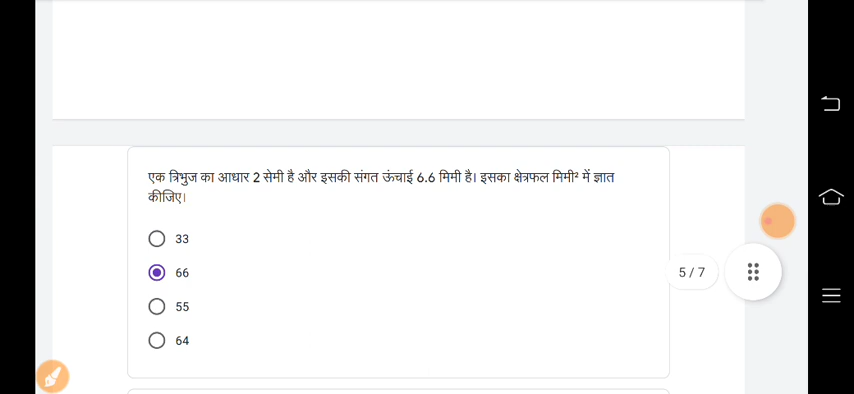 एक त्रिभुज का आधार 2 सेमी है और इसकी संगत ऊंचाई 6.6 मिमी है। इसका क्षेत्रफल मिमी² में ज्ञात
कीजिए।
33
66
5 / 7
55
64